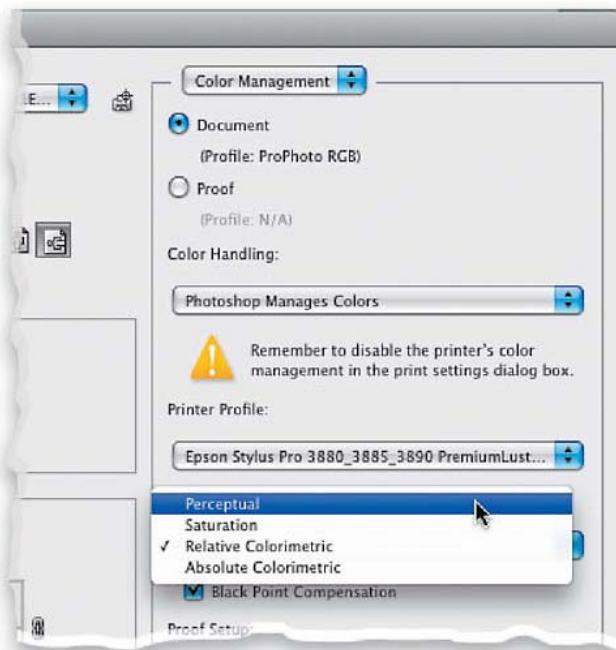 Color Management
E...
Document
(Profile: ProPhoto RGB)
Proof
(Profile: N/A)
Color Handling:
Photoshop Manages Colors
Remember to disable the printer's color
management in the print settings dialog box.
Printer Profile:
Epson Stylus Pro 3880_3885_3890 PremiumLust...
Perceptual
Saturation
✓ Relative Colorimetric
Absolute Colorimetric
Black Point Compensation
Proof Setup: